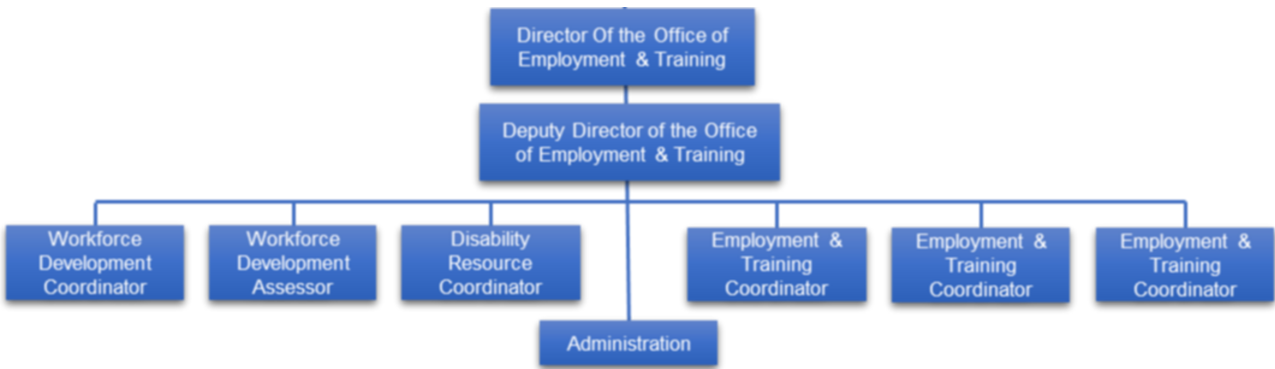 Director Of the Office of
Employment & Training
Deputy Director of the Office
of Employment & Training
Workforce
Development
Coordinator
Workforce
Development
Assessor
Disability
Resource
Coordinator
Employment &
Training
Coordinator
Employment &
Training
Coordinator
Employment &
Training
Coordinator
Administration